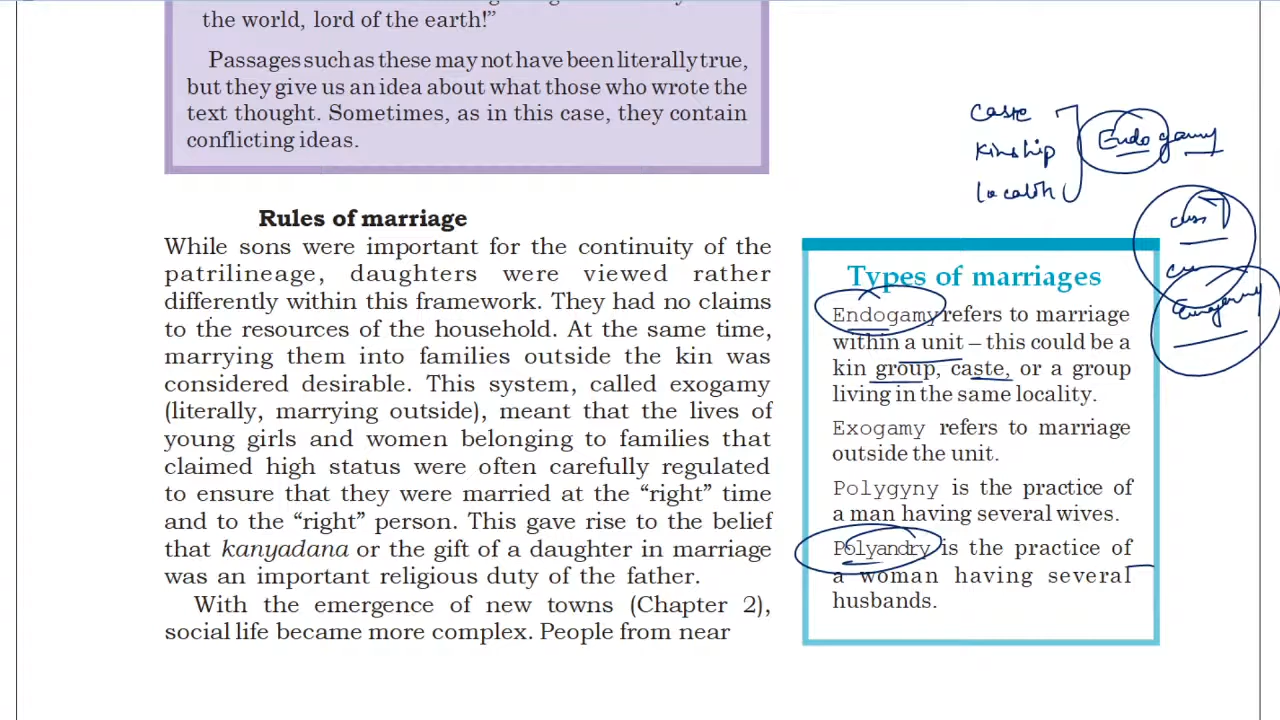 the world, lord of the earth!”
Passages such as these may not have been literally true,
but they give us an idea about what those who wrote the
text thought. Sometimes, as in this case, they contain
conflicting ideas.
caste
kinship
Endogamy
Rules of marriage
While sons were important for the continuity of the
patrilineage, daughters were viewed rather
differently within this framework. They had no claims
to the resources of the household. At the same time,
marrying them into families outside the kin was
considered desirable. This system, called exogamy
(literally, marrying outside), meant that the lives of
young girls and women belonging to families that
claimed high status were often carefully regulated
to ensure that they were married at the “right” time
and to the “right” person. This gave rise to the belief
that kanyadana or the gift of a daughter in marriage
was an important religious duty of the father.
With the emergence of new towns (Chapter 2),
social life became more complex. People from near
Types of marriages
Endogamy refers to marriage
within a unit – this could be a
kin group, caste, or a group
living in the same locality.
Exogamy refers to marriage
outside the unit.
Polygyny is the practice of
a man having several wives.
Polyandry is the practice of
a woman having several
husbands.